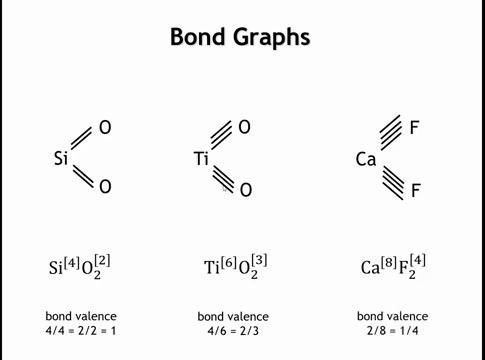 Bond Graphs
O O F
Si Ti Ca
O O F
Si[4]O2[2] Ti[6]O2[3] Ca[8]F2[4]
bond valence bond valence bond valence
4/4 = 2/2 = 1 4/6 = 2/3 2/8 = 1/4